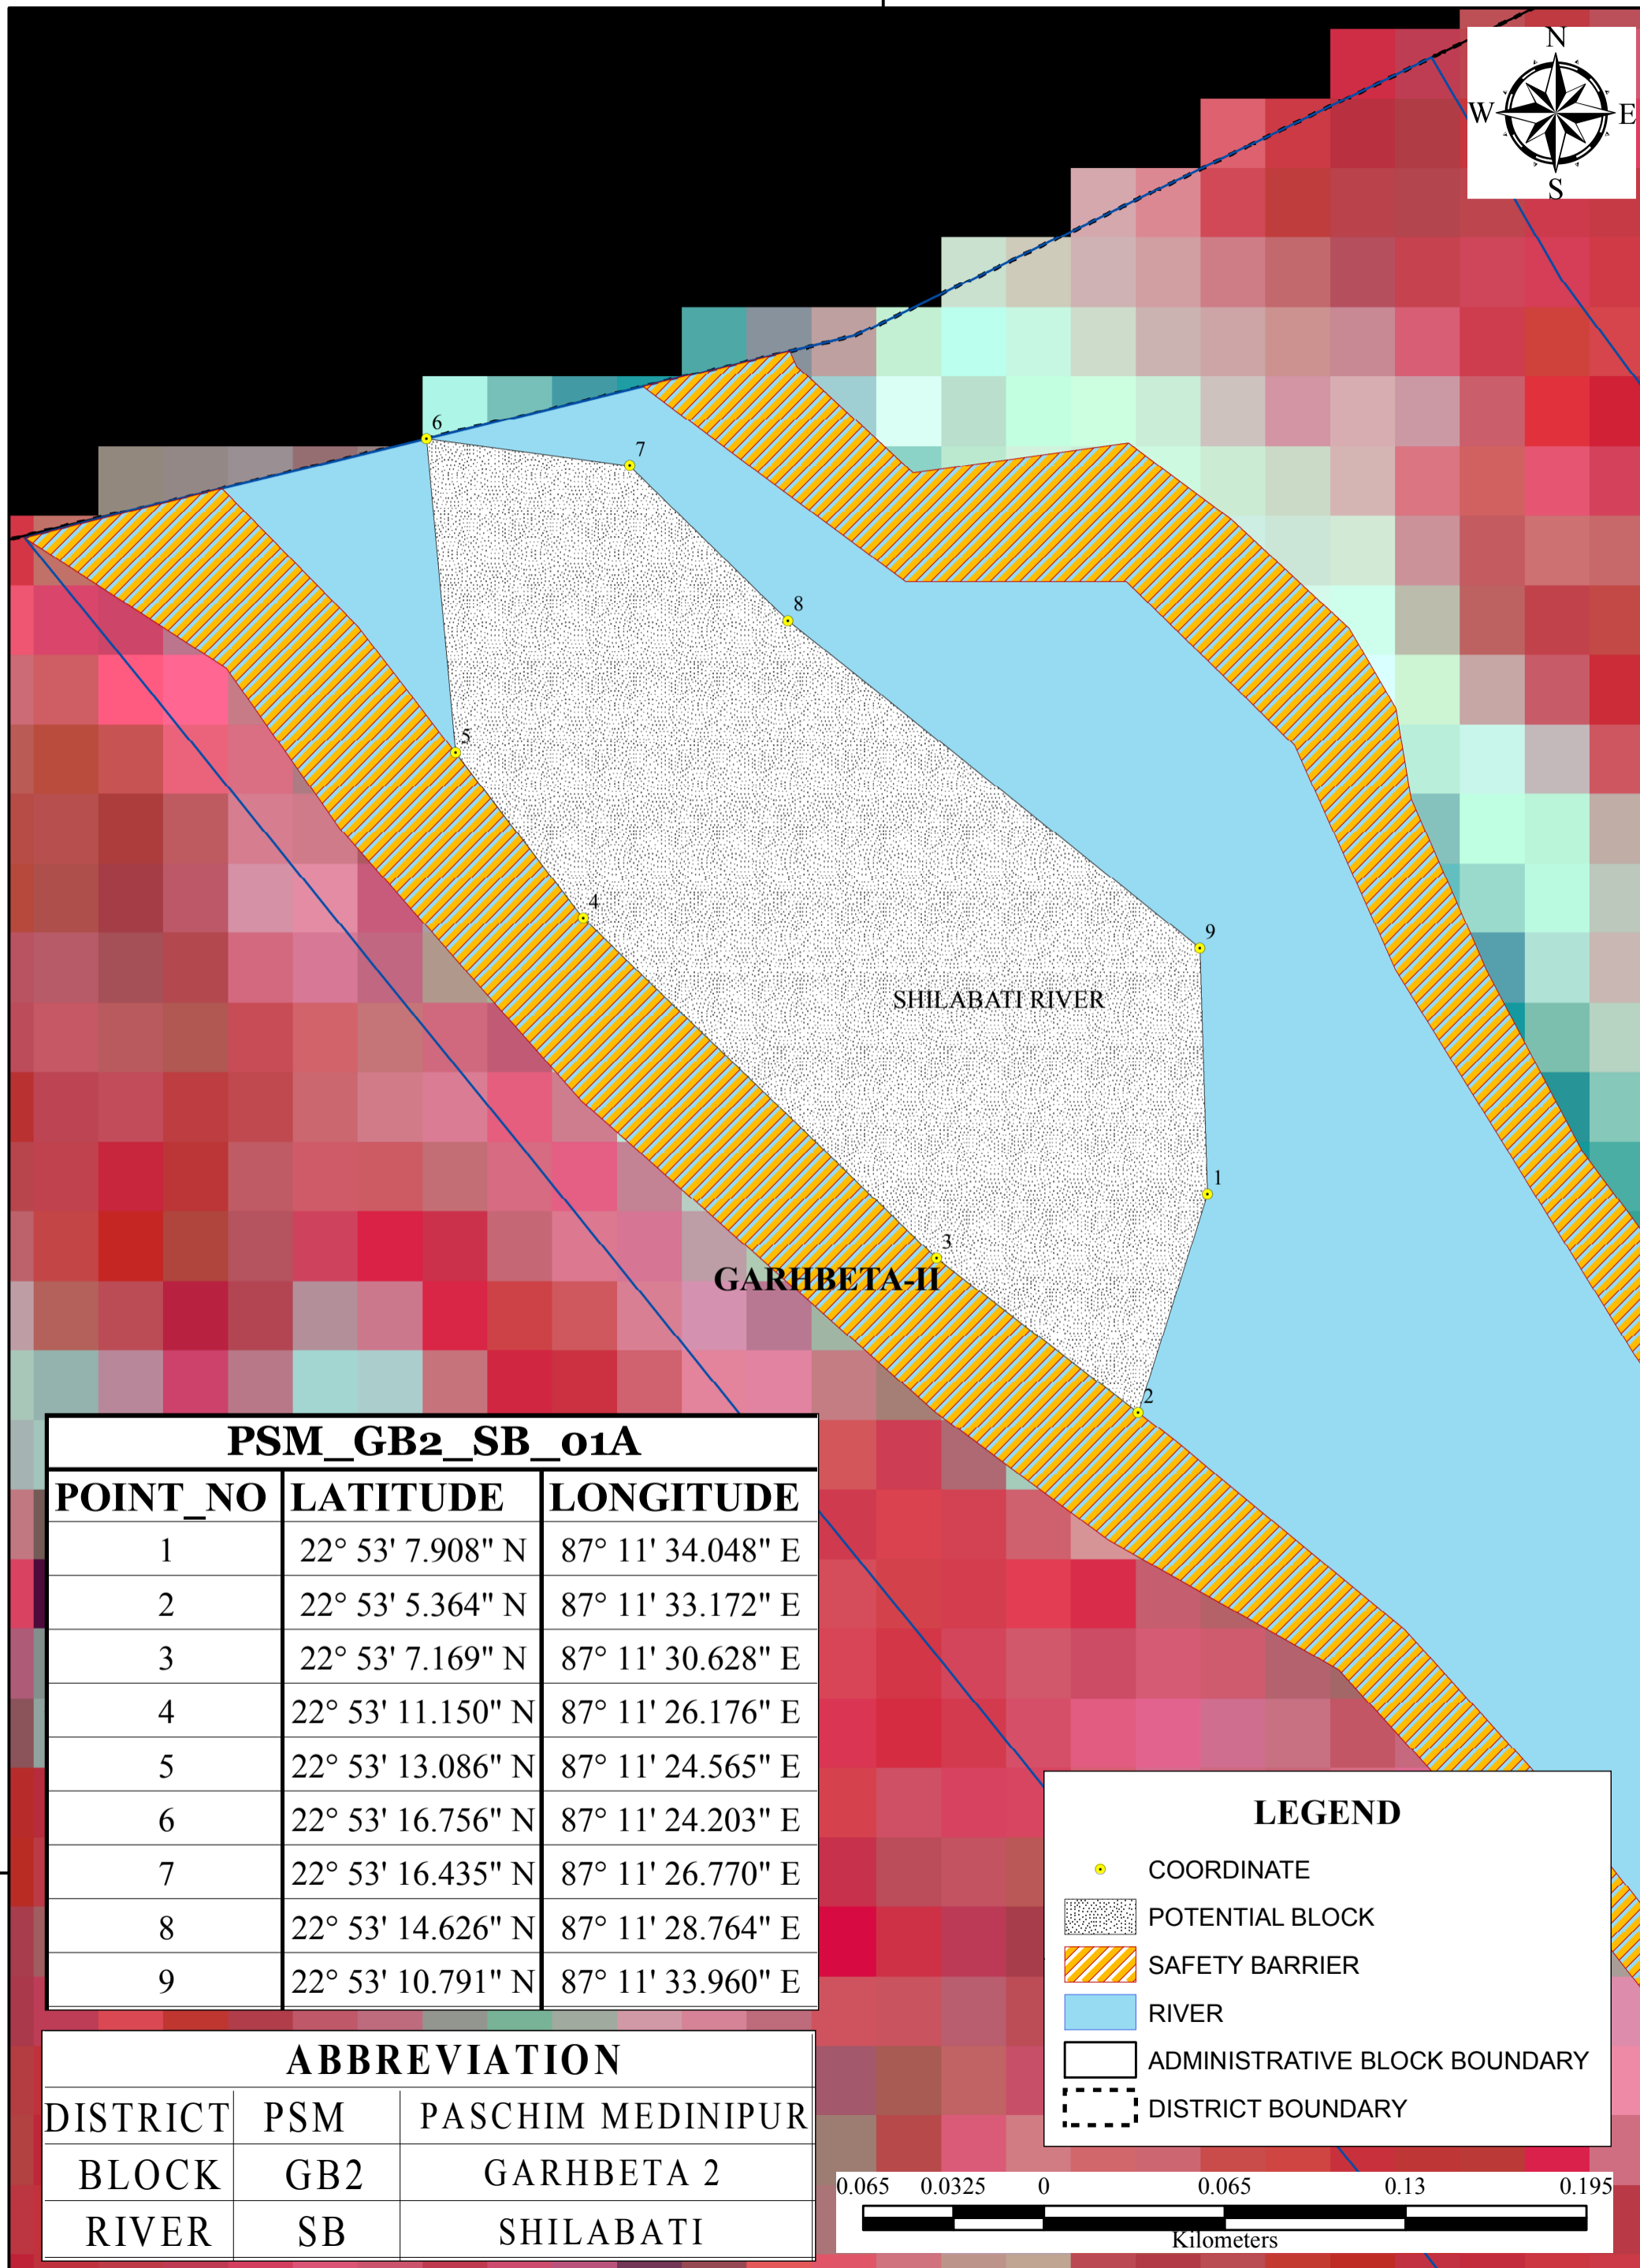 N
W E
S
6
7
8
5
4
9
SHILABATI RIVER
1
3
GARHBETA-II
2
PSM_GB2_SB_01A
POINT_NO LATITUDE LONGITUDE
1 22° 53' 7.908" N 87° 11' 34.048" E
2 22° 53' 5.364" N 87° 11' 33.172" E
3 22° 53' 7.169" N 87° 11' 30.628" E
4 22° 53' 11.150" N 87° 11' 26.176" E
5 22° 53' 13.086" N 87° 11' 24.565" E
6 22° 53' 16.756" N 87° 11' 24.203" E
7 22° 53' 16.435" N 87° 11' 26.770" E
8 22° 53' 14.626" N 87° 11' 28.764" E
9 22° 53' 10.791" N 87° 11' 33.960" E
ABBREVIATION
DISTRICT PSM PASCHIM MEDINIPUR
BLOCK GB2 GARHBETA 2
RIVER SB SHILABATI
LEGEND
COORDINATE
POTENTIAL BLOCK
SAFETY BARRIER
RIVER
ADMINISTRATIVE BLOCK BOUNDARY
DISTRICT BOUNDARY
0.065 0.0325 0 0.065 0.13 0.195
Kilometers